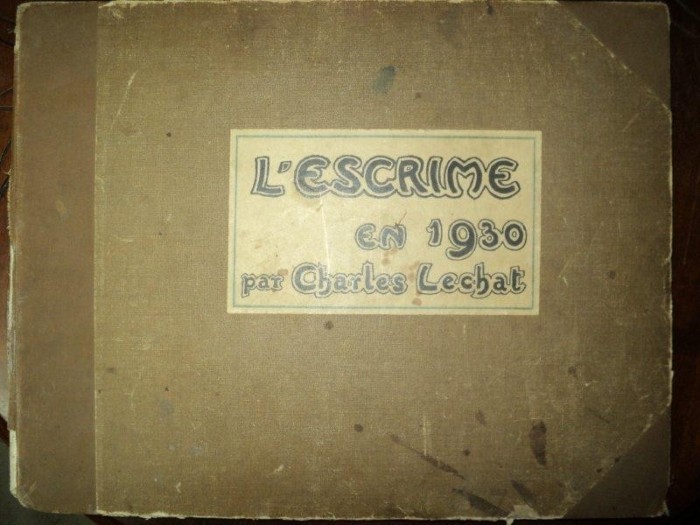 L'ESCRIME
EN 1930
par Charles Lechat